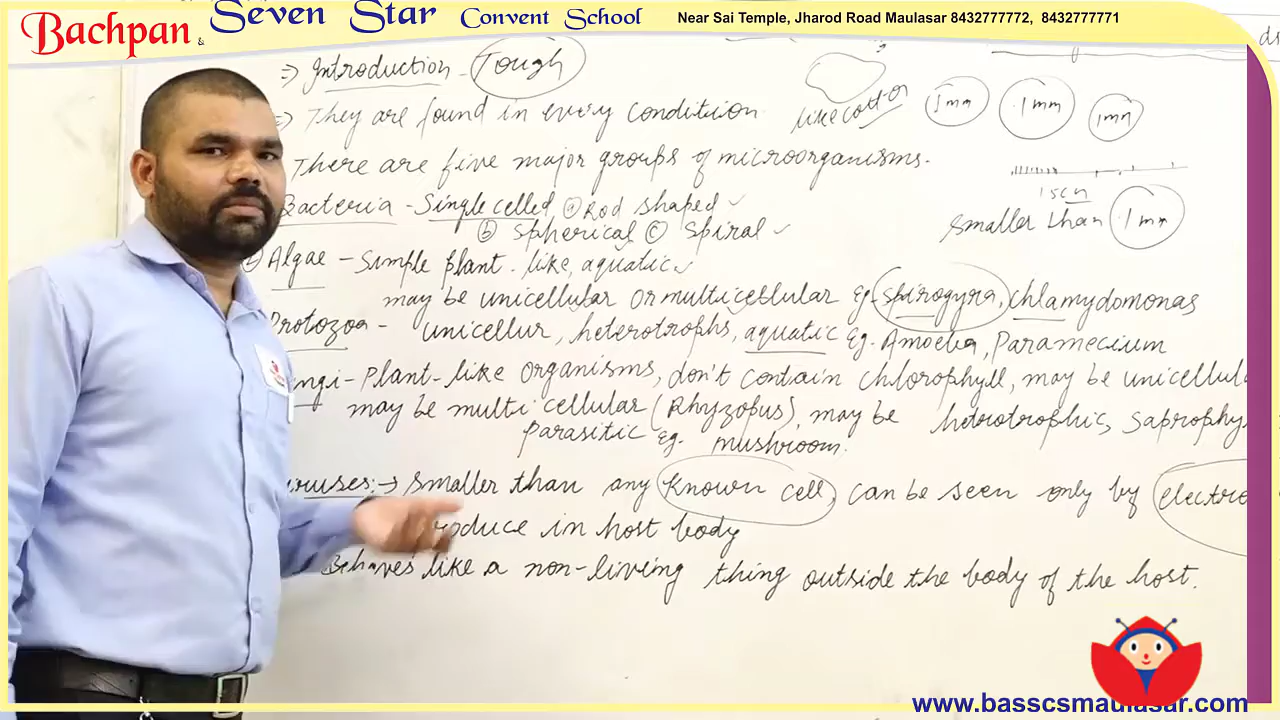 Bachpan & Seven Star Convent School Near Sai Temple, Jharod Road Maulasar 8432777772, 8432777771
⇒ Introduction - Tough
⇒ They are found in every condition. like cotton 1mm .1mm 1mm
There are five major groups of microorganisms.
Bacteria - Single celled ⓐ Rod shaped ✓
ⓑ Spherical ⓒ Spiral ✓
smaller than .1mm
Algae - Simple plant-like, aquatic ✓
may be unicellular or multicellular Eg. spirogyra, chlamydomonas
Protozoa - unicellur, heterotrophs, aquatic Eg. Amoeba, Paramecium
ngi - Plant-like organisms, don't contain chlorophyll, may be unicellula
may be multicellular (Rhyzopus), may be heterotrophic, saprophy
parasitic Eg. mushroom.
viruses:→ Smaller than any known cell, can be seen only by electro
roduce in host body
Behaves like a non-living thing outside the body of the host.
www.basscsmaulasar.com